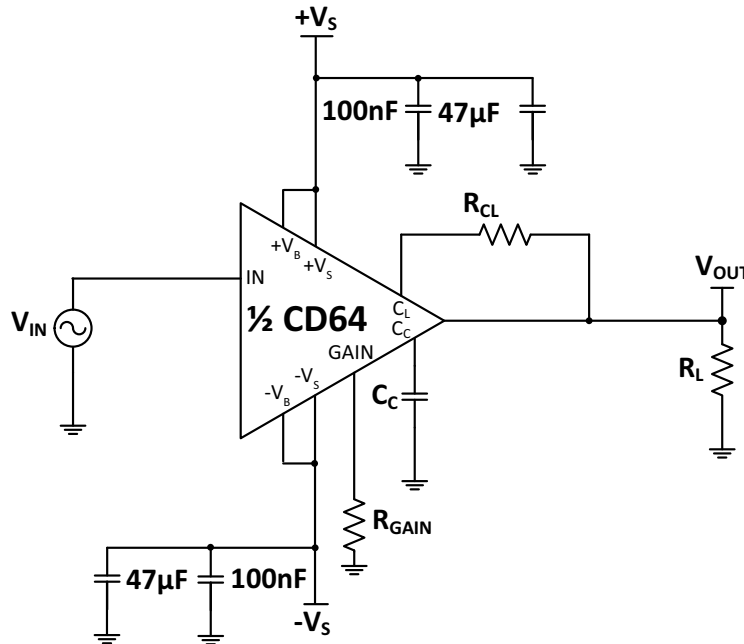 +VS
100nF 47µF
RCL
+VB
+VS
IN
VIN
½ CD64
CL
CC
VOUT
GAIN
-VS
-VB
CC
RL
RGAIN
47µF 100nF
-VS